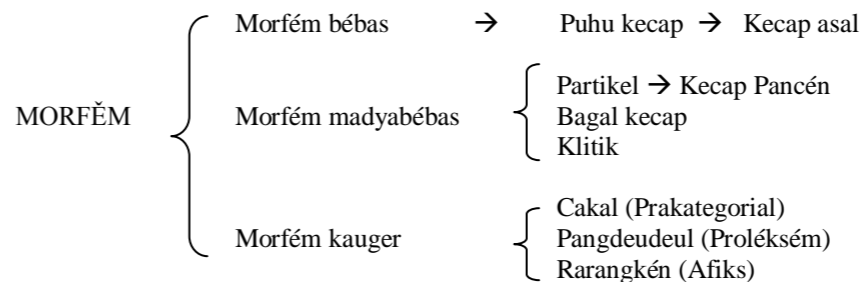 Morfém bébas → Puhu kecap → Kecap asal
Partikel → Kecap Pancén
MORFĚM Morfém madyabébas Bagal kecap
Klitik
Cakal (Prakategorial)
Morfém kauger Pangdeudeul (Proléksém)
Rarangkén (Afiks)